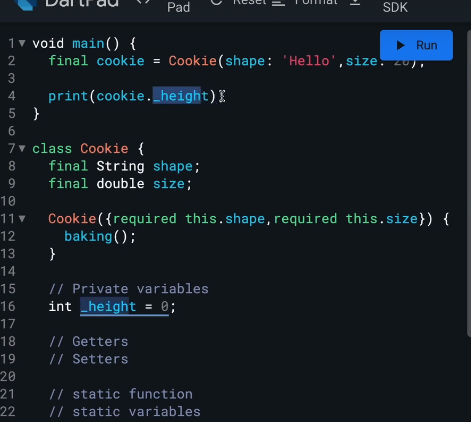 DartPad <> Pad Reset Format SDK
Run
1 void main() {
2 final cookie = Cookie(shape: 'Hello',size: 20);
3
4 print(cookie._height)
5 }
6
7 class Cookie {
8 final String shape;
9 final double size;
10
11 Cookie({required this.shape,required this.size}) {
12 baking();
13 }
14
15 // Private variables
16 int _height = 0;
17
18 // Getters
19 // Setters
20
21 // static function
22 // static variables